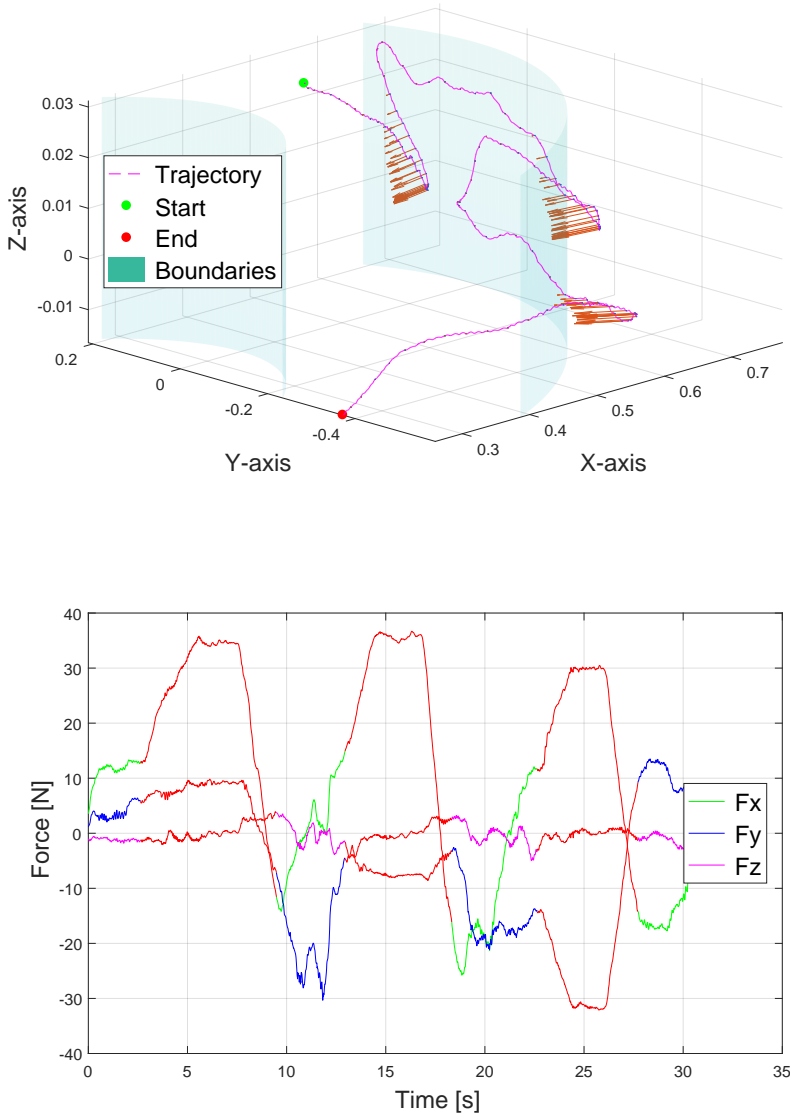 0.03
0.02
0.01
0
-0.01
Z-axis
Trajectory
Start
End
Boundaries
0.2
0
-0.2
-0.4
Y-axis
0.3
0.4
0.5
0.6
0.7
X-axis
40
30
20
10
0
-10
-20
-30
-40
Force [N]
Fx
Fy
Fz
0 5 10 15 20 25 30 35
Time [s]